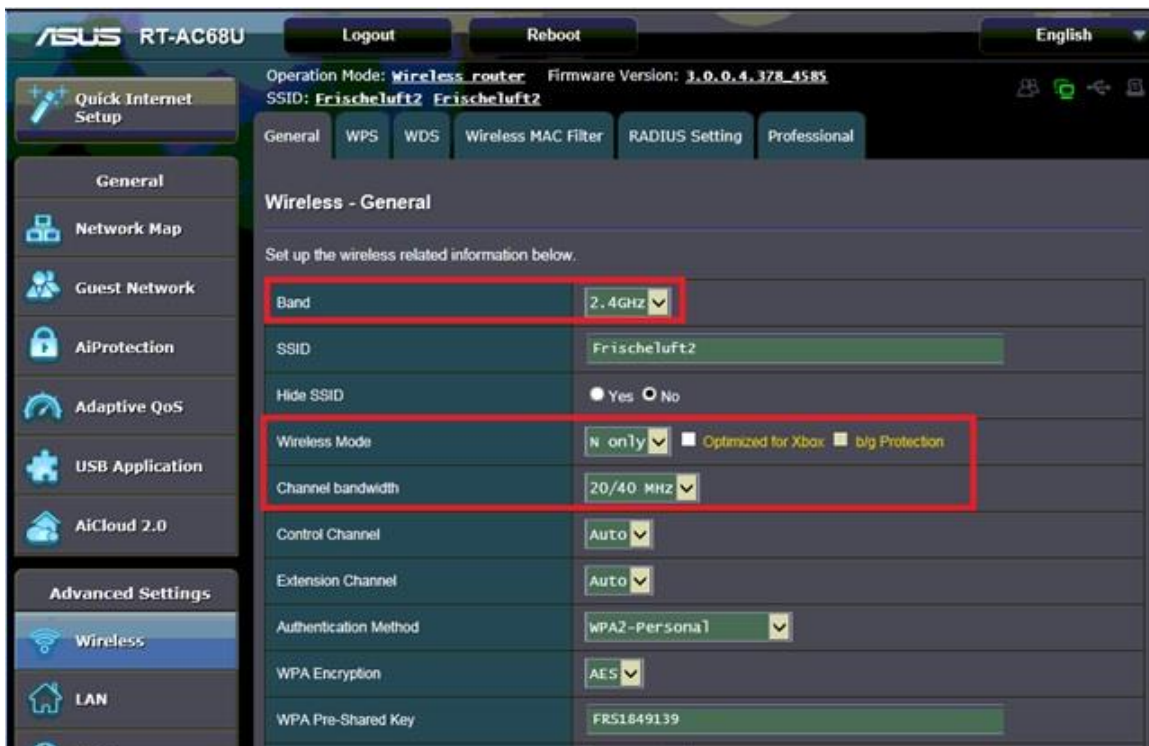 ASUS RT-AC68U Logout Reboot English
Operation Mode: Wireless router Firmware Version: 3.0.0.4.378_4585
SSID: Frischeluft2 Frischeluft2
Quick Internet
Setup
General WPS WDS Wireless MAC Filter RADIUS Setting Professional
General
Network Map
Guest Network
AiProtection
Adaptive QoS
USB Application
AiCloud 2.0
Advanced Settings
Wireless
LAN
Wireless - General
Set up the wireless related information below.
Band 2.4GHz
SSID Frischeluft2
Hide SSID Yes No
Wireless Mode N only Optimized for Xbox b/g Protection
Channel bandwidth 20/40 MHz
Control Channel Auto
Extension Channel Auto
Authentication Method WPA2-Personal
WPA Encryption AES
WPA Pre-Shared Key FRS1849139